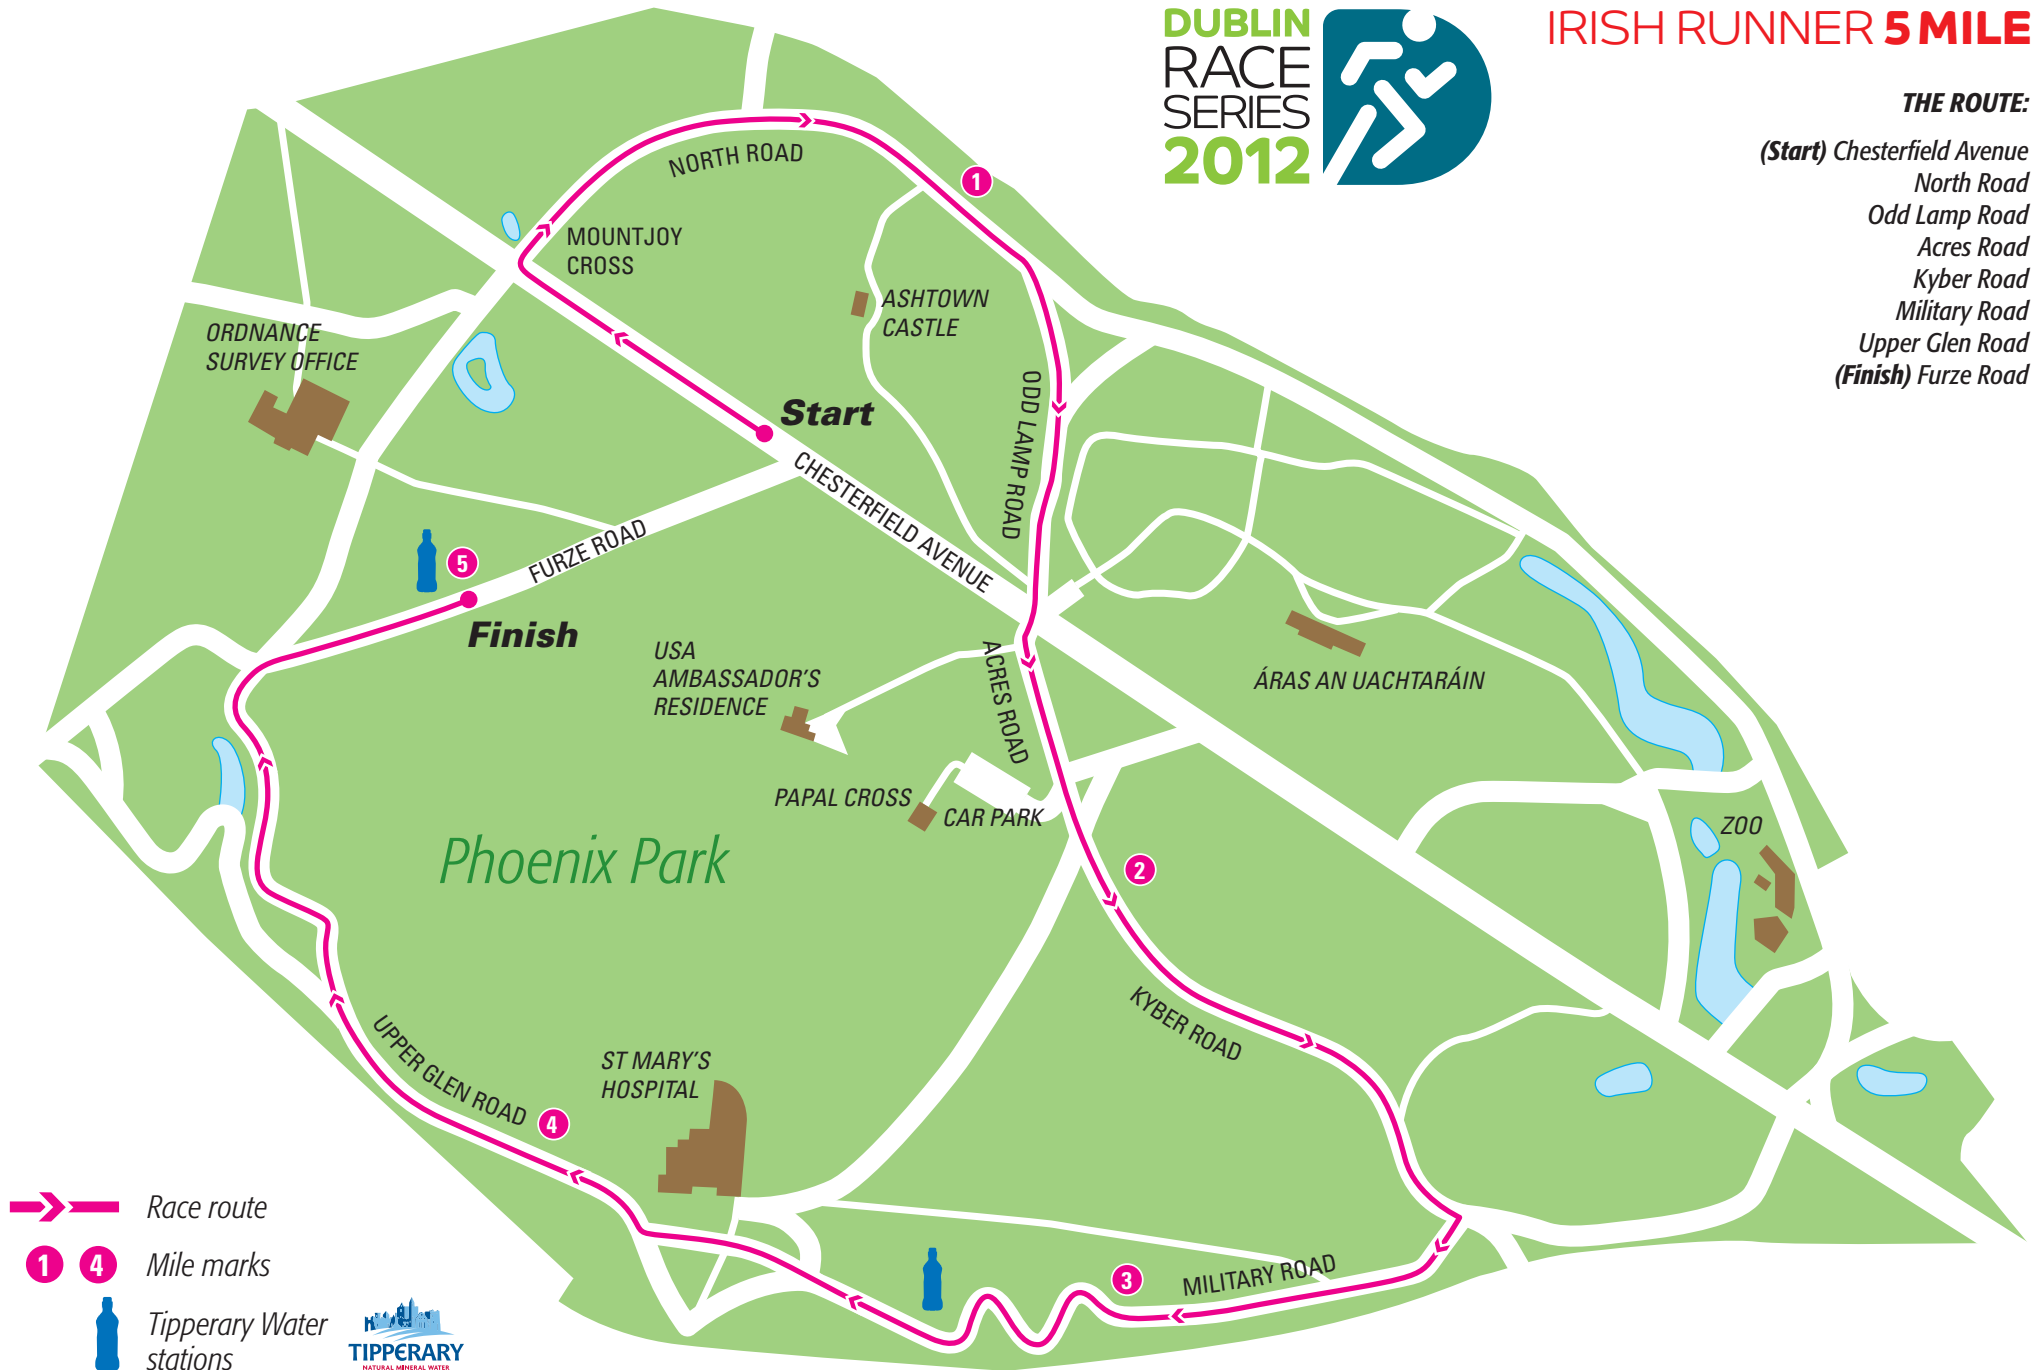 DUBLIN
RACE
SERIES
2012
IRISH RUNNER 5 MILE
THE ROUTE:
(Start) Chesterfield Avenue
North Road
Odd Lamp Road
Acres Road
Kyber Road
Military Road
Upper Glen Road
(Finish) Furze Road
NORTH ROAD
1
MOUNTJOY
CROSS
ASHTOWN
CASTLE
ORDNANCE
SURVEY OFFICE
Start
ODD LAMP ROAD
CHESTERFIELD AVENUE
FURZE ROAD
5
Finish
USA
AMBASSADOR'S
RESIDENCE
ACRES ROAD
ÁRAS AN UACHTARÁIN
PAPAL CROSS
CAR PARK
ZOO
Phoenix Park
2
KYBER ROAD
UPPER GLEN ROAD
ST MARY'S
HOSPITAL
4
3
MILITARY ROAD
Race route
1 4 Mile marks
Tipperary Water
stations
TIPPERARY
NATURAL MINERAL WATER